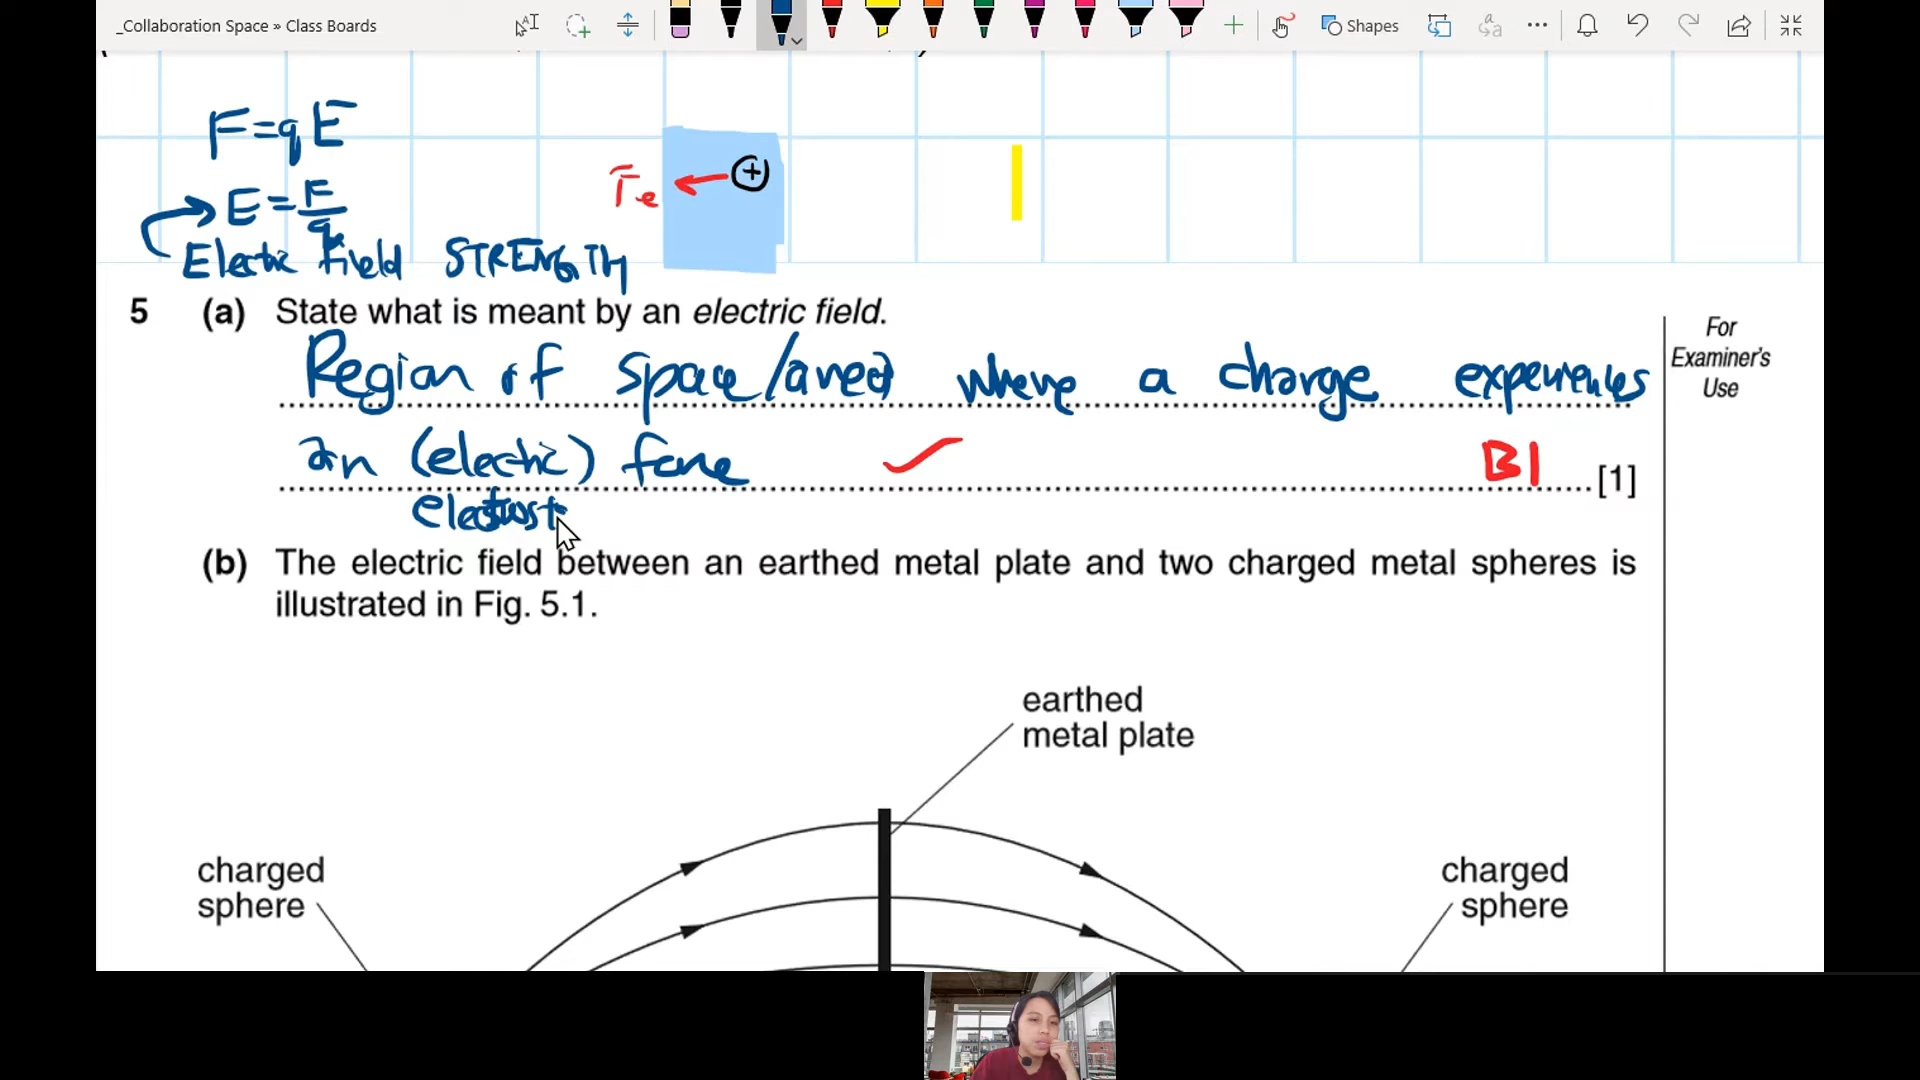 _Collaboration Space » Class Boards
Shapes
F=qE
E=F/q
Fe
+
Electric Field STRENGTH
5 (a) State what is meant by an electric field.
For
Examiner's
Use
Region of space/area where a charge experiences
an (electric) force B1
[1]
(b) The electric field between an earthed metal plate and two charged metal spheres is
illustrated in Fig. 5.1.
earthed
metal plate
charged
sphere
charged
sphere